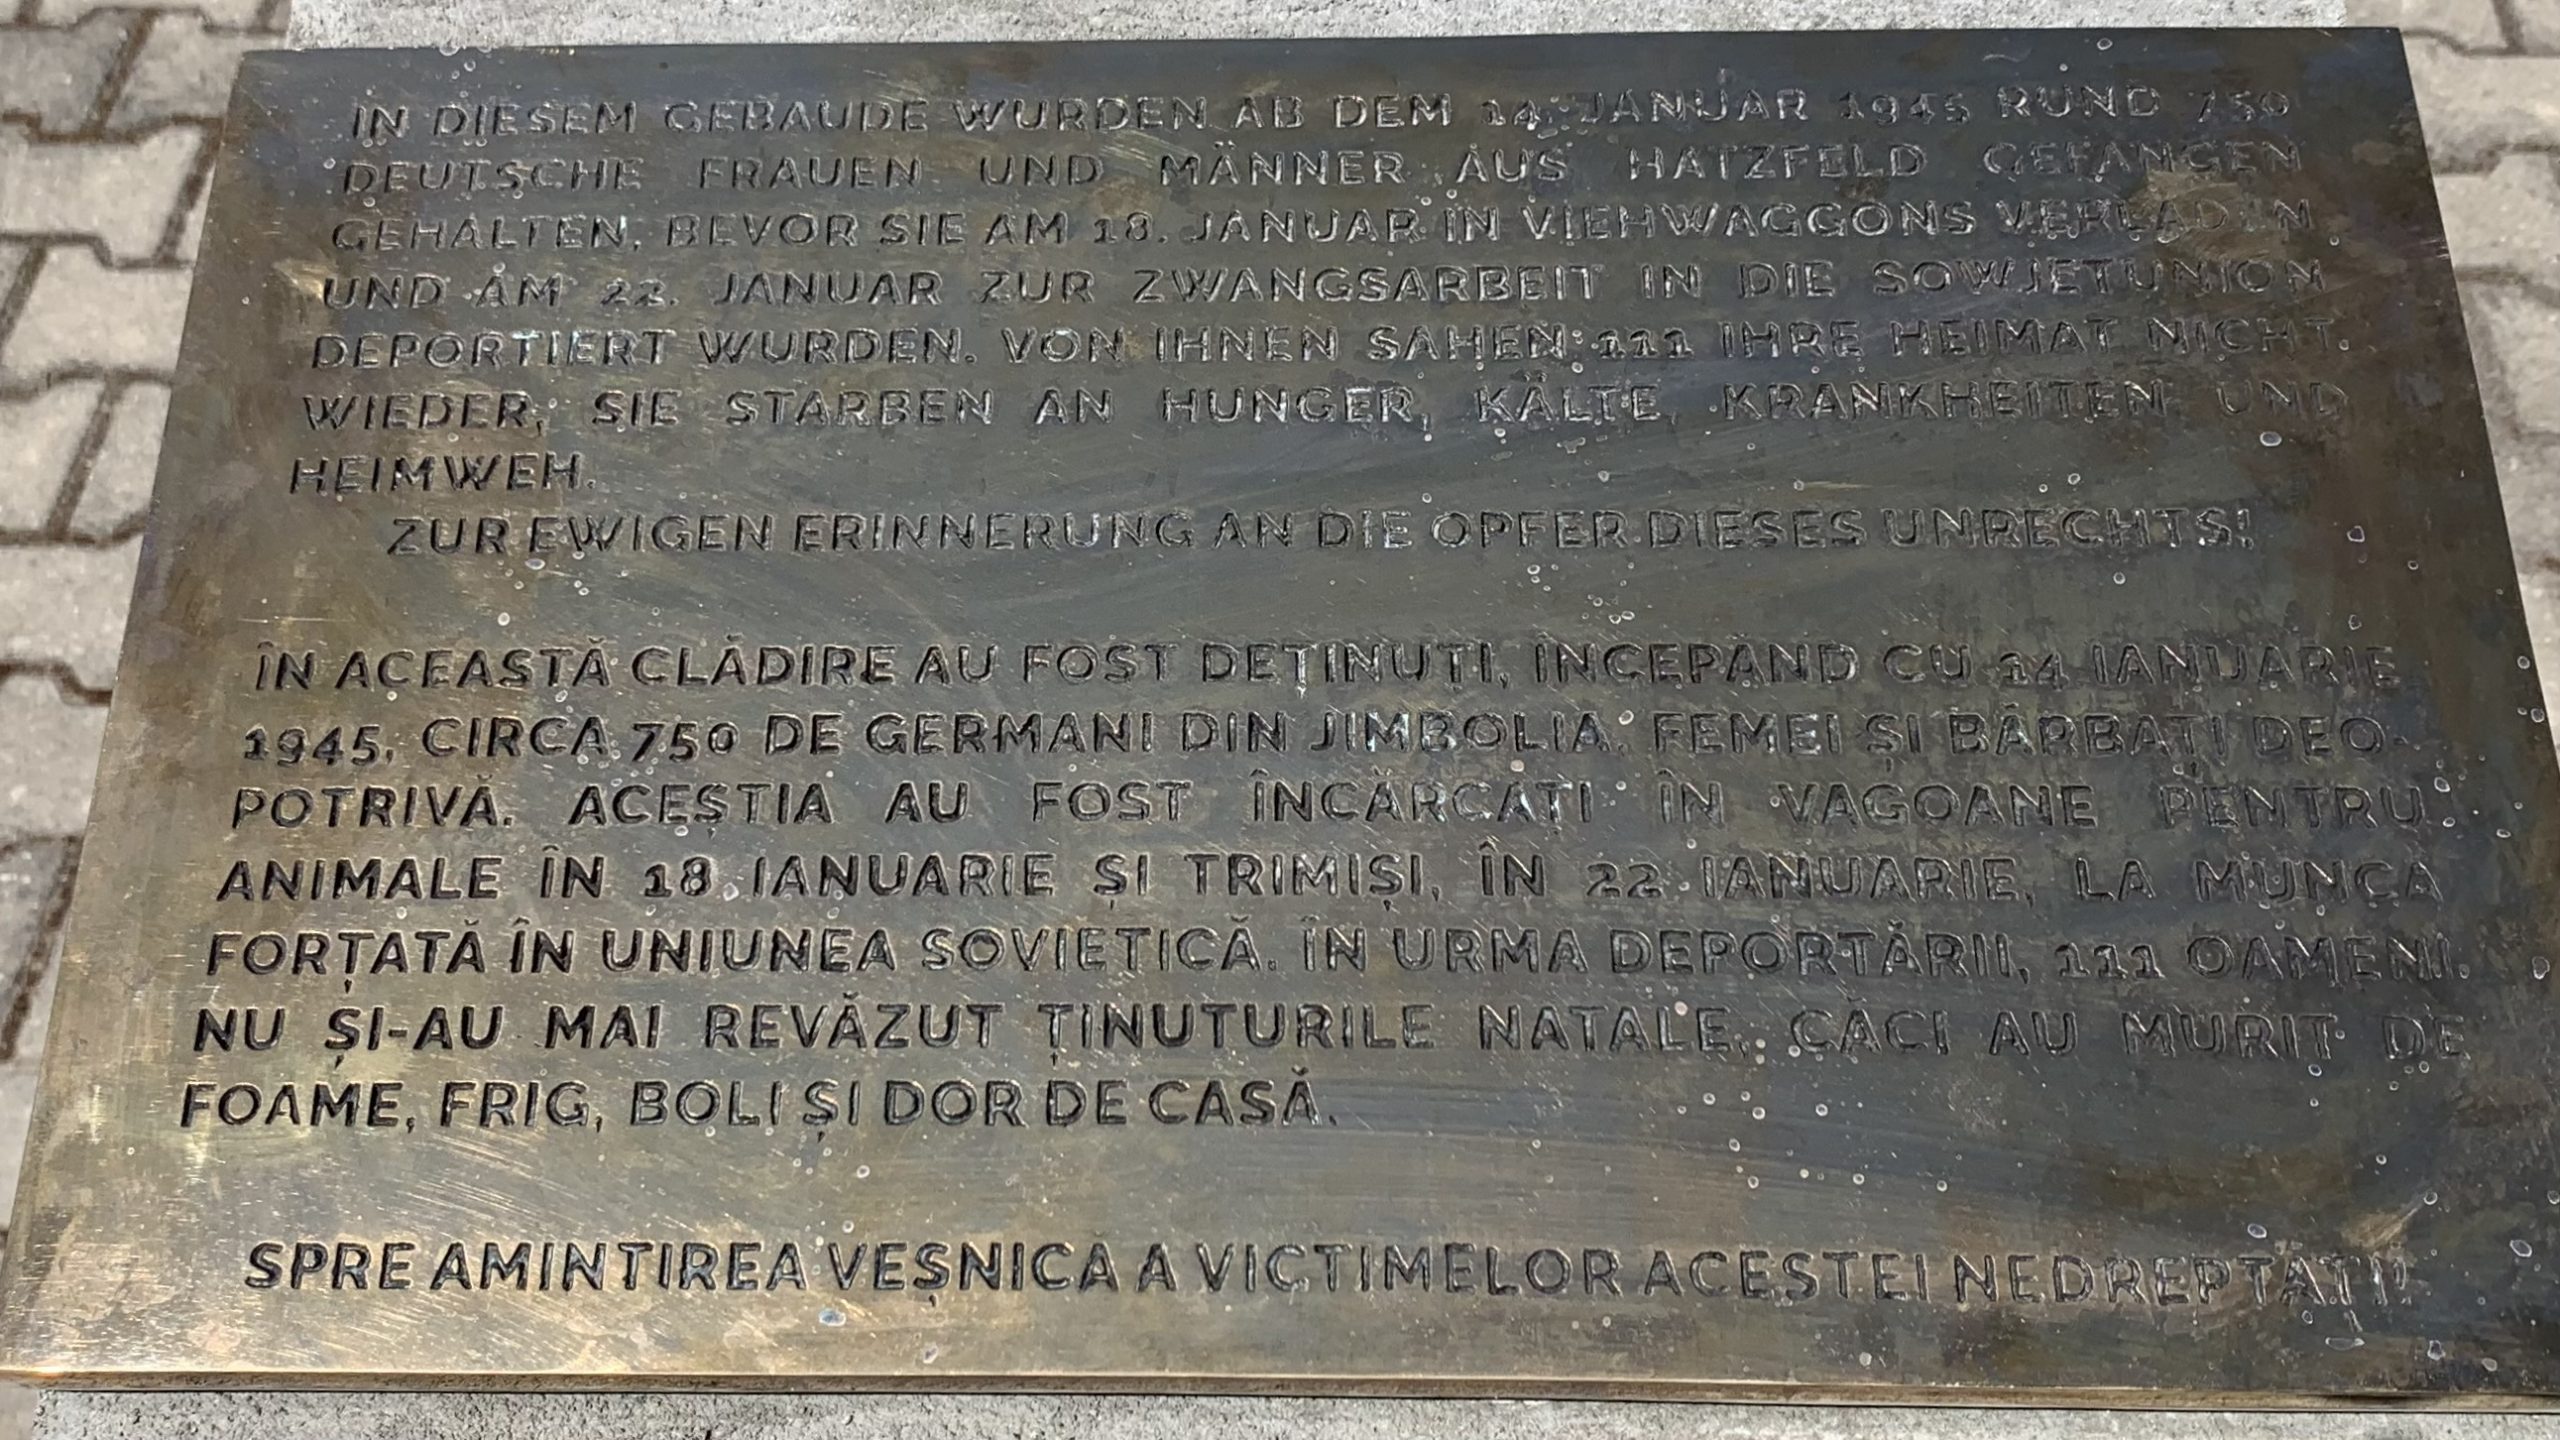 IN DIESEM GEBAUDE WURDEN AB DEM 14. JANUAR 1945 RUND 750
DEUTSCHE FRAUEN UND MÄNNER AUS HATZFELD GEFANGEN
GEHALTEN, BEVOR SIE AM 18. JANUAR IN VIEHWAGGONS VERLADEN
UND AM 22. JANUAR ZUR ZWANGSARBEIT IN DIE SOWJETUNION
DEPORTIERT WURDEN. VON IHNEN SAHEN 111 IHRE HEIMAT NICHT
WIEDER; SIE STARBEN AN HUNGER, KÄLTE, KRANKHEITEN UND
HEIMWEH.
ZUR EWIGEN ERINNERUNG AN DIE OPFER DIESES UNRECHTS!
ÎN ACEASTĂ CLĂDIRE AU FOST DEȚINUȚI, ÎNCEPÂND CU 14 IANUARIE
1945, CIRCA 750 DE GERMANI DIN JIMBOLIA, FEMEI ȘI BĂRBAȚI DEO-
POTRIVĂ. ACEȘTIA AU FOST ÎNCĂRCAȚI ÎN VAGOANE PENTRU
ANIMALE ÎN 18 IANUARIE ȘI TRIMIȘI, ÎN 22 IANUARIE, LA MUNCA
FORȚATĂ ÎN UNIUNEA SOVIETICĂ. ÎN URMA DEPORTĂRII, 111 OAMENI
NU ȘI-AU MAI REVĂZUT ȚINUTURILE NATALE, CĂCI AU MURIT DE
FOAME, FRIG, BOLI ȘI DOR DE CASĂ.
SPRE AMINTIREA VEȘNICĂ A VICTIMELOR ACESTEI NEDREPTĂȚI!